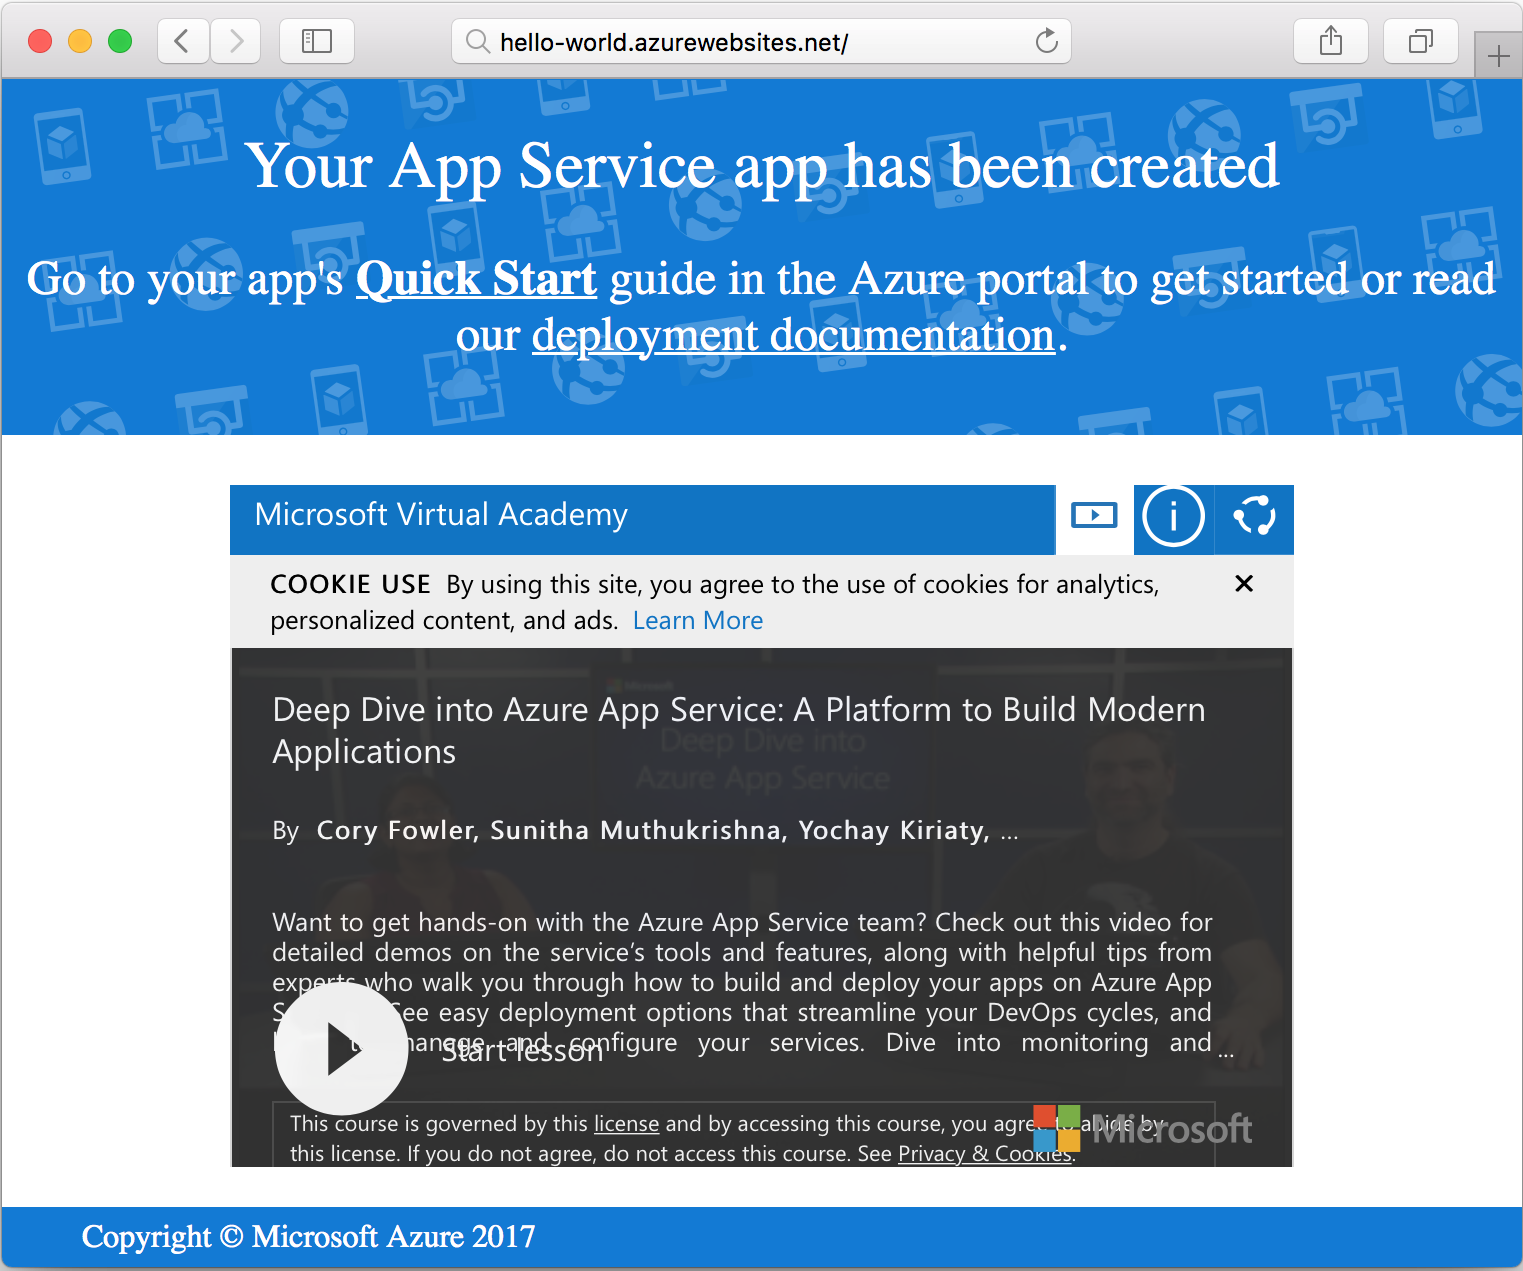 hello-world.azurewebsites.net/
Your App Service app has been created
Go to your app's Quick Start guide in the Azure portal to get started or read
our deployment documentation.
Microsoft Virtual Academy
COOKIE USE By using this site, you agree to the use of cookies for analytics,
personalized content, and ads. Learn More
Microsoft
Deep Dive into Azure App Service: A Platform to Build Modern
Applications
Deep Dive into
Azure App Service
By Cory Fowler, Sunitha Muthukrishna, Yochay Kiriaty, ...
Want to get hands-on with the Azure App Service team? Check out this video for
detailed demos on the service's tools and features, along with helpful tips from
experts who walk you through how to build and deploy your apps on Azure App
See easy deployment options that streamline your DevOps cycles, and
manage and configure your services. Dive into monitoring and ...
Start lesson
This course is governed by this license and by accessing this course, you agree to abide by
this license. If you do not agree, do not access this course. See Privacy & Cookies.
Microsoft
Copyright © Microsoft Azure 2017